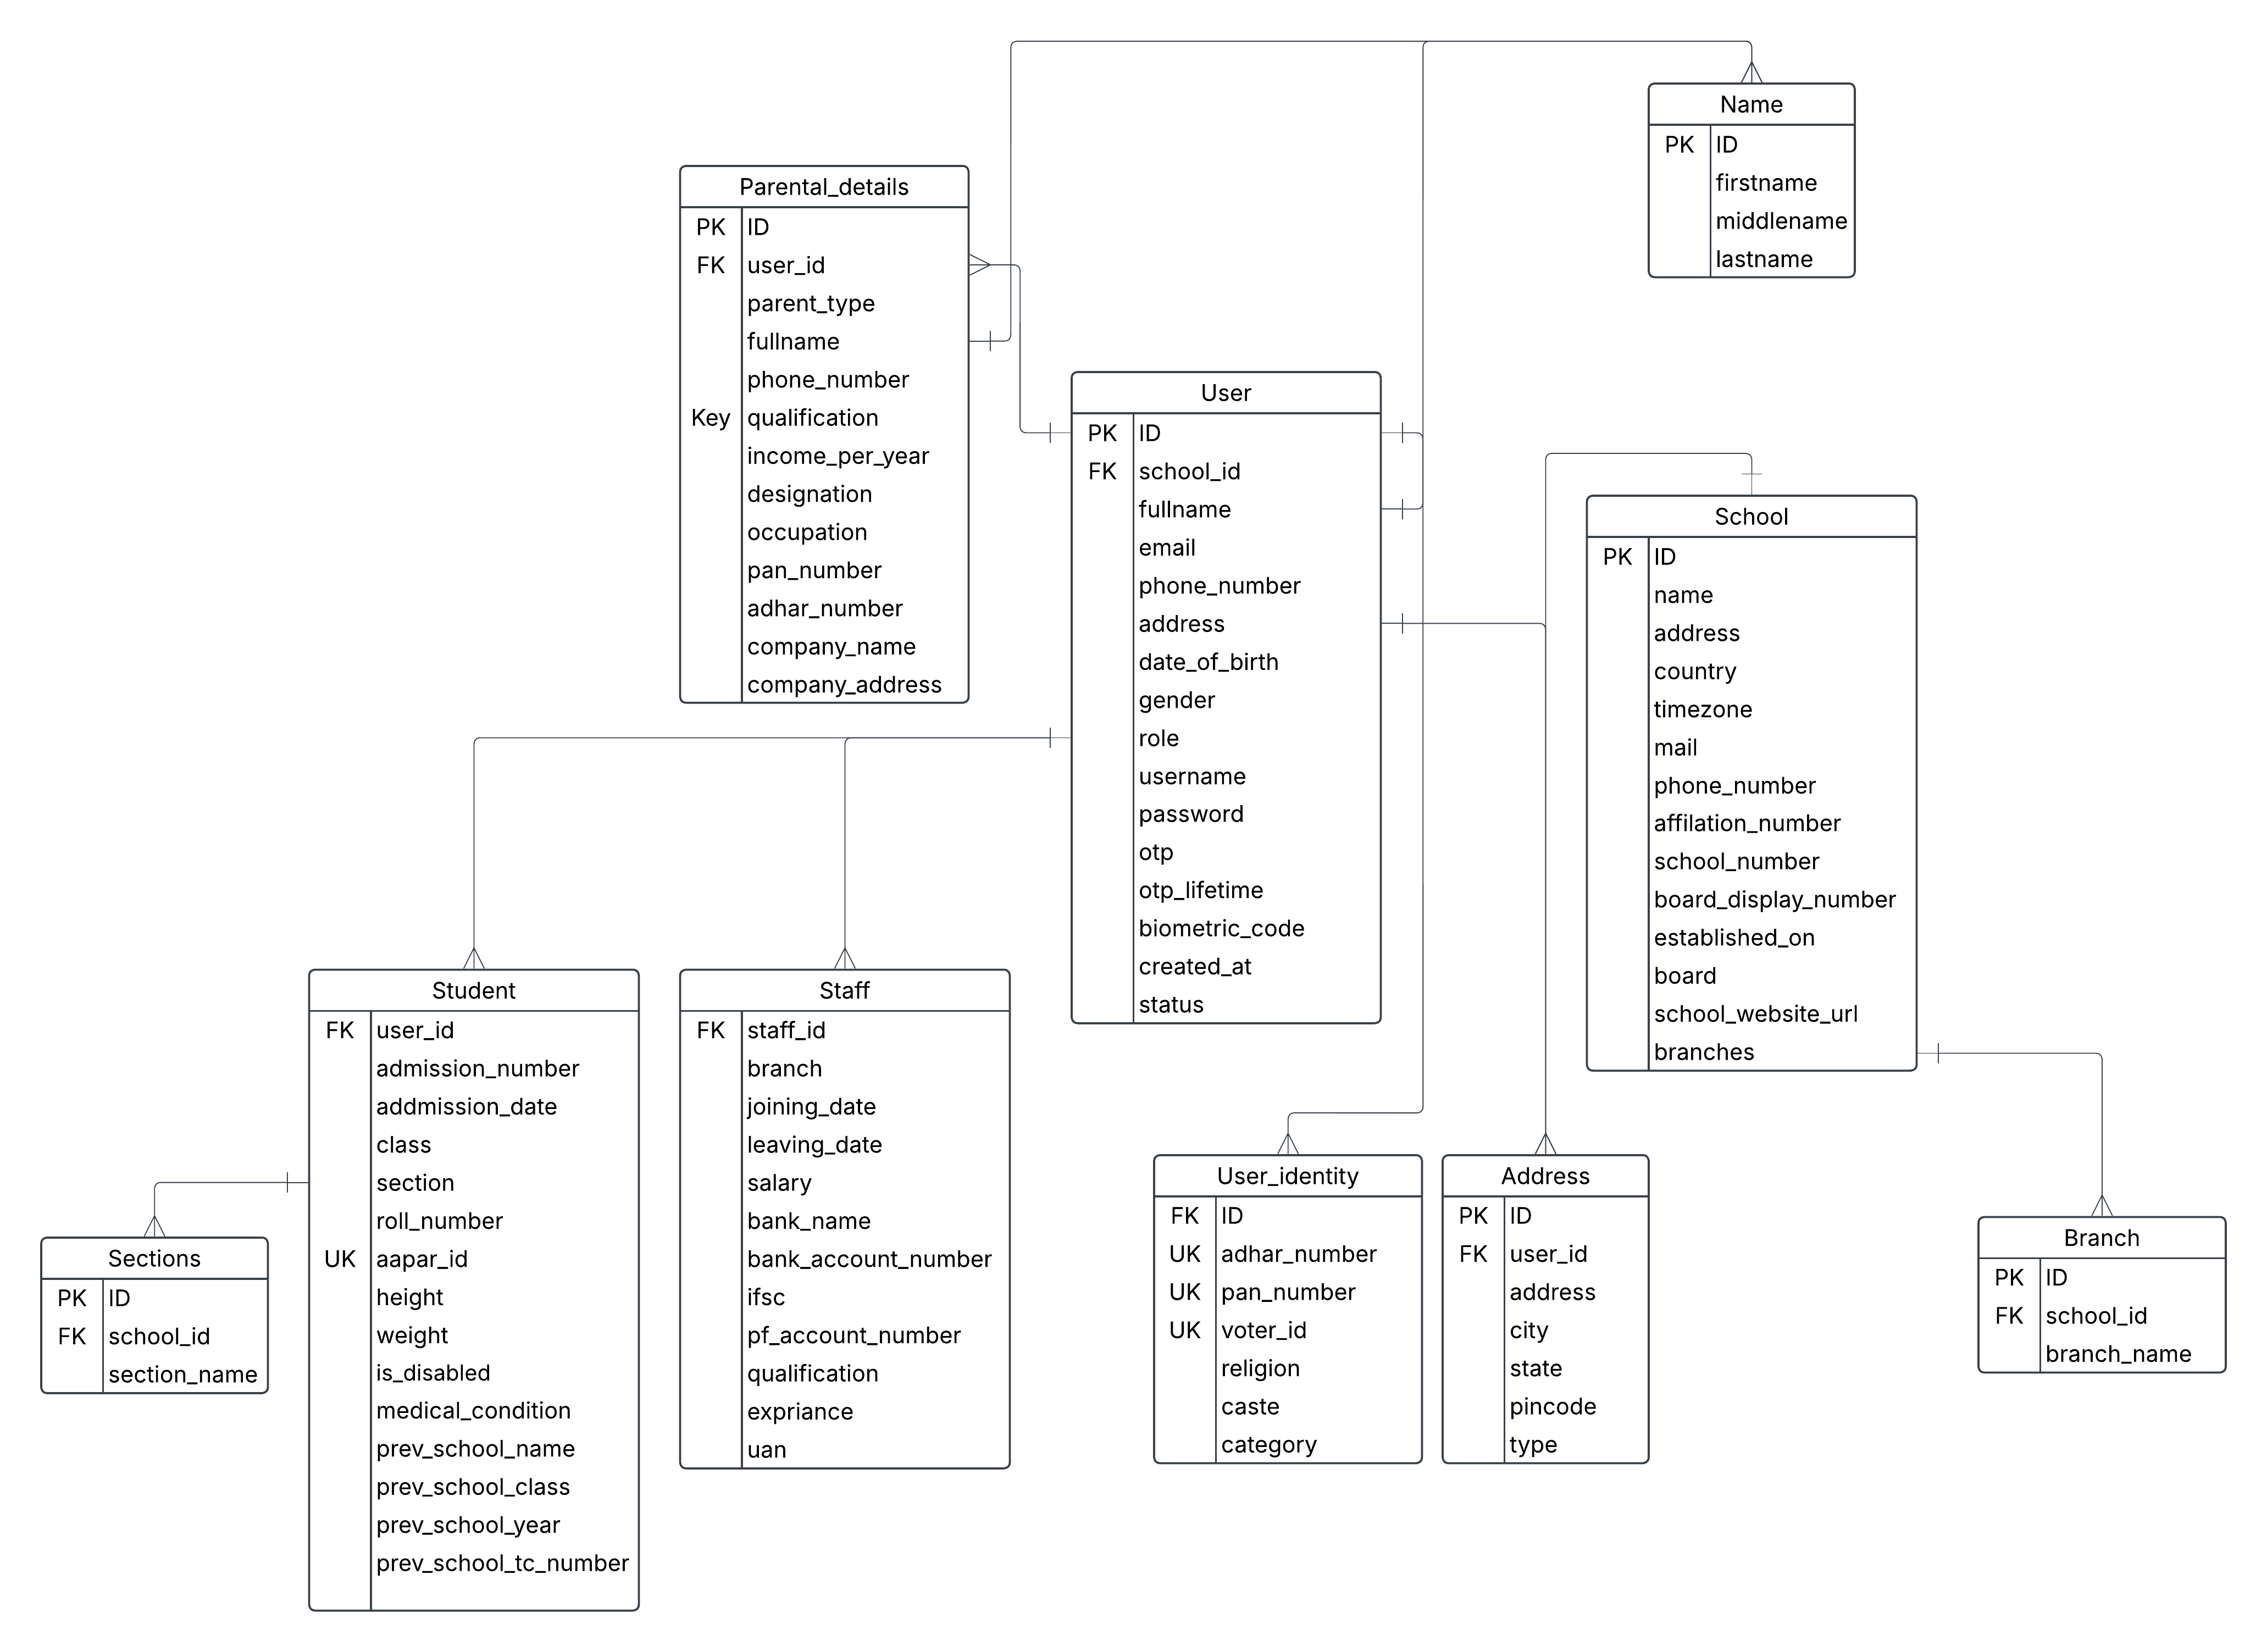 Name
PK ID
firstname
middlename
lastname
Parental_details
PK ID
FK user_id
parent_type
fullname
phone_number
Key qualification
income_per_year
designation
occupation
pan_number
adhar_number
company_name
company_address
User
PK ID
FK school_id
fullname
email
phone_number
address
date_of_birth
gender
role
username
password
otp
otp_lifetime
biometric_code
created_at
status
School
PK ID
name
address
country
timezone
mail
phone_number
affilation_number
school_number
board_display_number
established_on
board
school_website_url
branches
Student
FK user_id
admission_number
addmission_date
class
section
roll_number
UK aapar_id
height
weight
is_disabled
medical_condition
prev_school_name
prev_school_class
prev_school_year
prev_school_tc_number
Staff
FK staff_id
branch
joining_date
leaving_date
salary
bank_name
bank_account_number
ifsc
pf_account_number
qualification
expriance
uan
User_identity
FK ID
UK adhar_number
UK pan_number
UK voter_id
religion
caste
category
Address
PK ID
FK user_id
address
city
state
pincode
type
Branch
PK ID
FK school_id
branch_name
Sections
PK ID
FK school_id
section_name